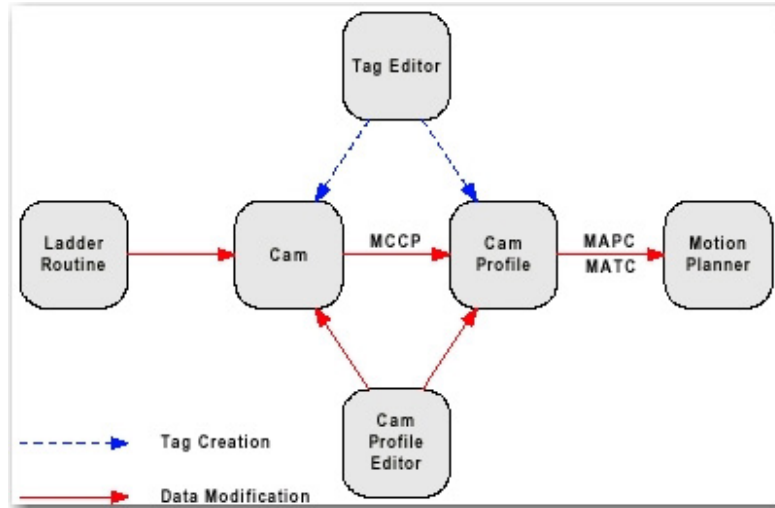 Tag Editor
Ladder
Routine
Cam
MCCP
Cam
Profile
MAPC
MATC
Motion
Planner
Cam
Profile
Editor
Tag Creation
Data Modification